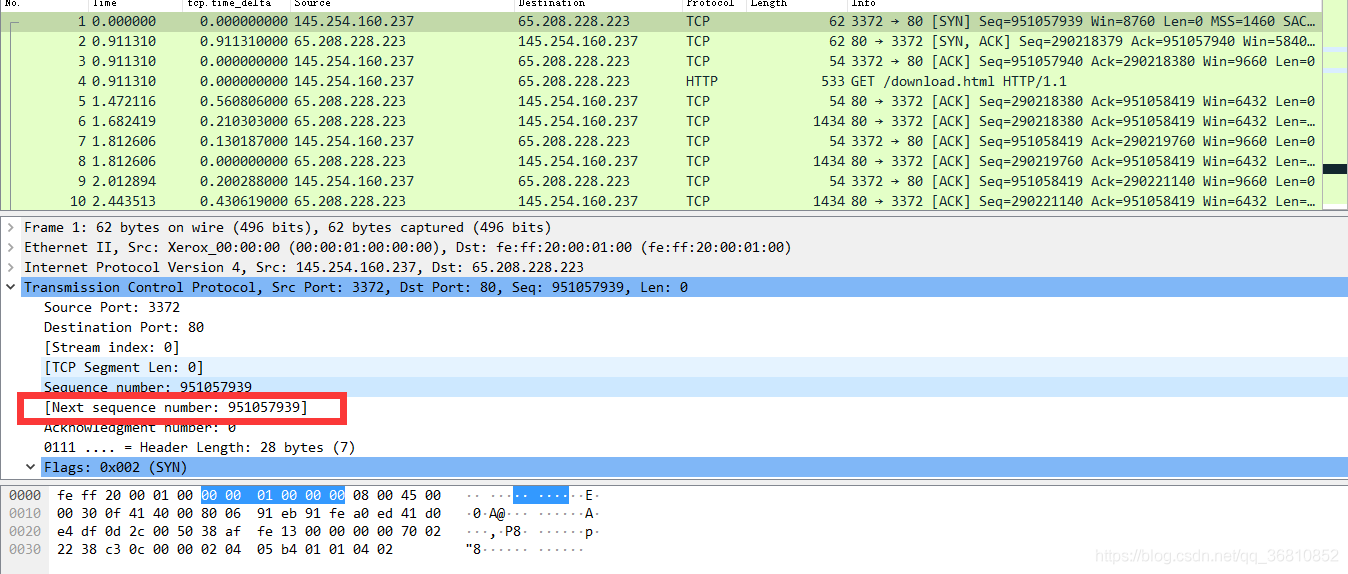 No. Time tcp.time_delta Source Destination Protocol Length Info
1 0.000000 0.000000000 145.254.160.237 65.208.228.223 TCP 62 3372 → 80 [SYN] Seq=951057939 Win=8760 Len=0 MSS=1460 SAC…
2 0.911310 0.911310000 65.208.228.223 145.254.160.237 TCP 62 80 → 3372 [SYN, ACK] Seq=290218379 Ack=951057940 Win=5840…
3 0.911310 0.000000000 145.254.160.237 65.208.228.223 TCP 54 3372 → 80 [ACK] Seq=951057940 Ack=290218380 Win=9660 Len=0
4 0.911310 0.000000000 145.254.160.237 65.208.228.223 HTTP 533 GET /download.html HTTP/1.1
5 1.472116 0.560806000 65.208.228.223 145.254.160.237 TCP 54 80 → 3372 [ACK] Seq=290218380 Ack=951058419 Win=6432 Len=0
6 1.682419 0.210303000 65.208.228.223 145.254.160.237 TCP 1434 80 → 3372 [ACK] Seq=290218380 Ack=951058419 Win=6432 Len=…
7 1.812606 0.130187000 145.254.160.237 65.208.228.223 TCP 54 3372 → 80 [ACK] Seq=951058419 Ack=290219760 Win=9660 Len=0
8 1.812606 0.000000000 65.208.228.223 145.254.160.237 TCP 1434 80 → 3372 [ACK] Seq=290219760 Ack=951058419 Win=6432 Len=…
9 2.012894 0.200288000 145.254.160.237 65.208.228.223 TCP 54 3372 → 80 [ACK] Seq=951058419 Ack=290221140 Win=9660 Len=0
10 2.443513 0.430619000 65.208.228.223 145.254.160.237 TCP 1434 80 → 3372 [ACK] Seq=290221140 Ack=951058419 Win=6432 Len=…
Frame 1: 62 bytes on wire (496 bits), 62 bytes captured (496 bits)
Ethernet II, Src: Xerox_00:00:00 (00:00:01:00:00:00), Dst: fe:ff:20:00:01:00 (fe:ff:20:00:01:00)
Internet Protocol Version 4, Src: 145.254.160.237, Dst: 65.208.228.223
Transmission Control Protocol, Src Port: 3372, Dst Port: 80, Seq: 951057939, Len: 0
Source Port: 3372
Destination Port: 80
[Stream index: 0]
[TCP Segment Len: 0]
Sequence number: 951057939
[Next sequence number: 951057939]
Acknowledgment number: 0
0111 .... = Header Length: 28 bytes (7)
Flags: 0x002 (SYN)
0000 fe ff 20 00 01 00 00 00 01 00 00 00 08 00 45 00 ·· ··· ·· ······E·
0010 00 30 0f 41 40 00 80 06 91 eb 91 fe a0 ed 41 d0 ·0·A@··· ······A·
0020 e4 df 0d 2c 00 50 38 af fe 13 00 00 00 00 70 02 ···,·P8· ······p·
0030 22 38 c3 0c 00 00 02 04 05 b4 01 01 04 02 "8······ ······
https://blog.csdn.net/qq_36810852